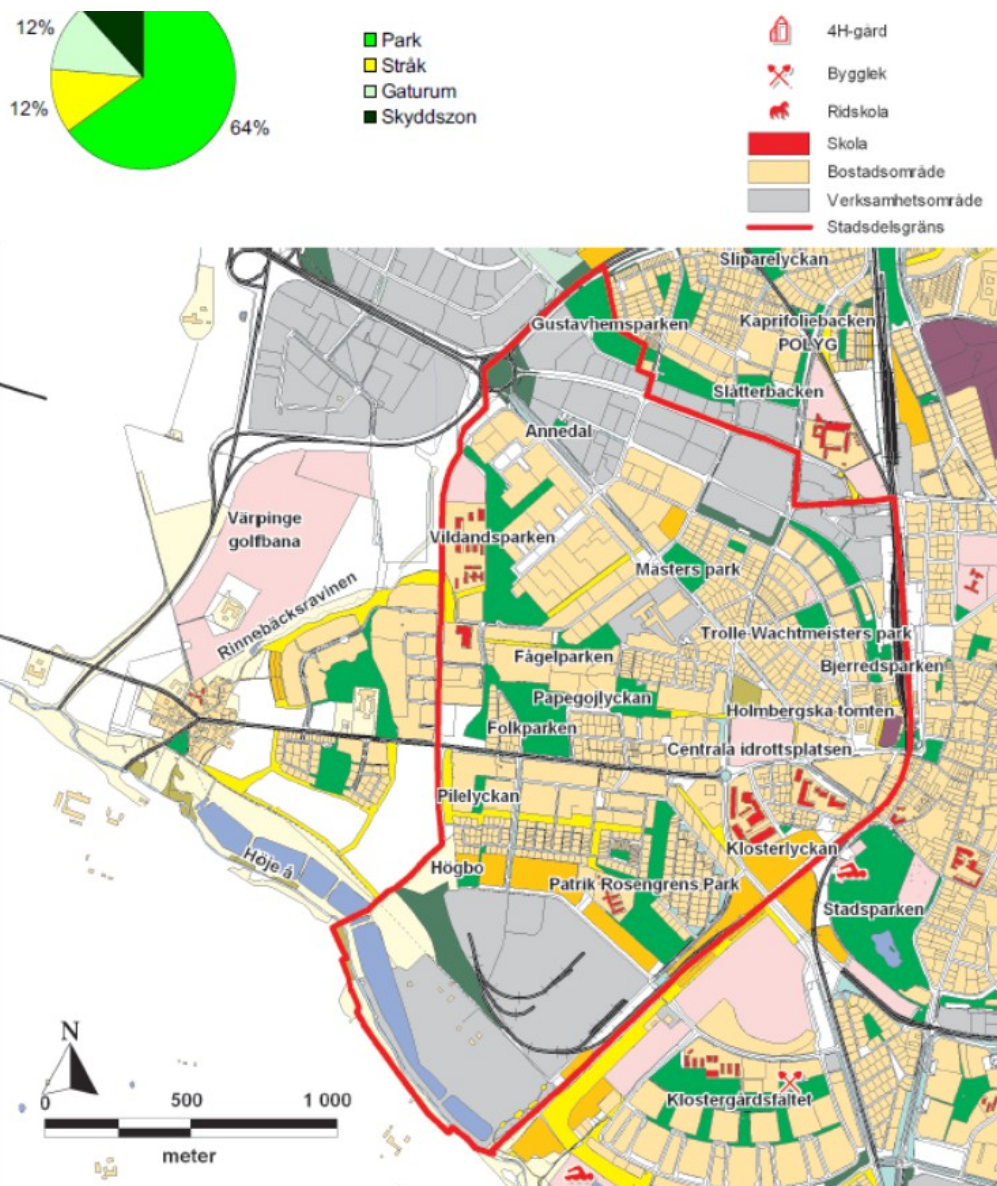 12%
12%
64%
Park
Stråk
Gaturum
Skyddszon
4H-gård
Bygglek
Ridskola
Skola
Bostadsområde
Verksamhetsområde
Stadsdelsgräns
Sliparelyckan
Gustavhemsparken
Kaprifoliebacken
POLYG
Slåtterbacken
Annedal
Värpinge
golfbana
Vildandsparken
Mästers park
Rinnebäcksravinen
Trolle Wachtmeisters park
Fågelparken
Bjerredsparken
Papegojlyckan
Holmbergska tomten
Folkparken
Centrala idrottsplatsen
Pilelyckan
Klosterlyckan
Höje å
Högbo
Patrik Rosengrens Park
Stadsparken
N
0 500 1 000
meter
Klostergårdsfältet